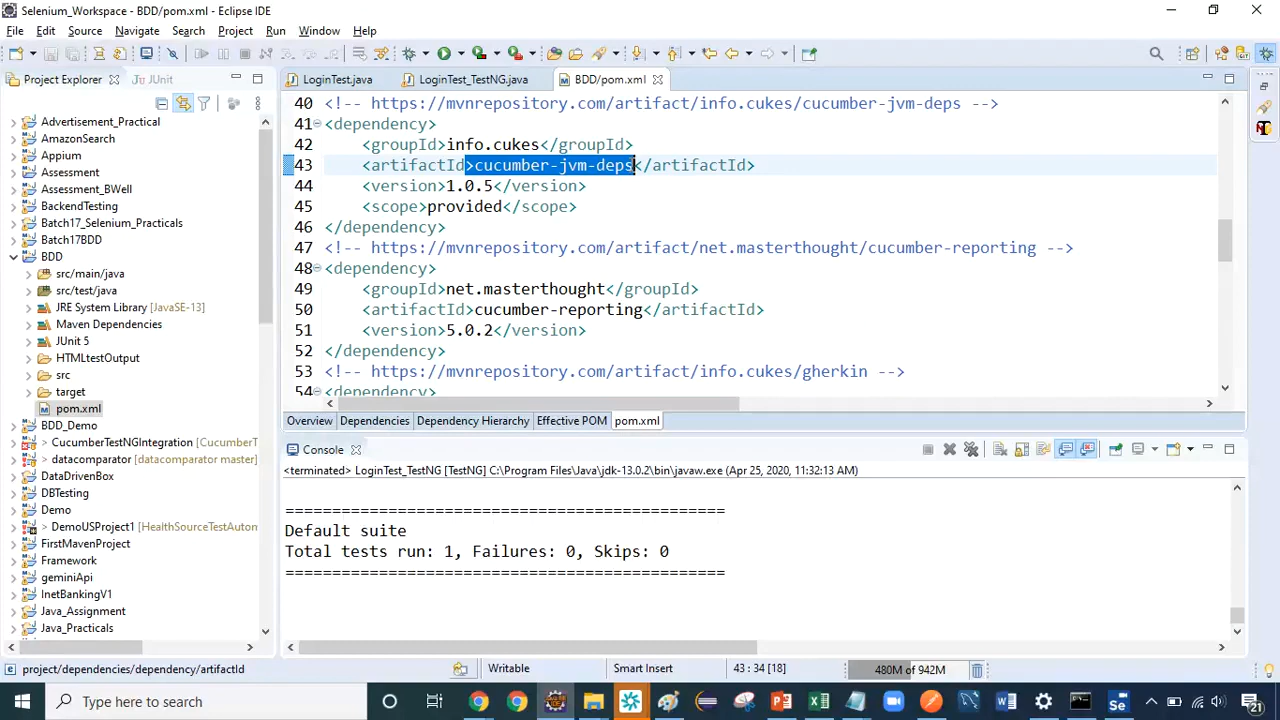 Selenium_Workspace - BDD/pom.xml - Eclipse IDE
File Edit Source Navigate Search Project Run Window Help
Project Explorer JUnit
LoginTest.java LoginTest_TestNG.java BDD/pom.xml
Advertisement_Practical
AmazonSearch
Appium
Assessment
Assessment_BWell
BackendTesting
Batch17_Selenium_Practicals
Batch17BDD
BDD
src/main/java
src/test/java
JRE System Library [JavaSE-13]
Maven Dependencies
JUnit 5
HTMLtestOutput
src
target
pom.xml
BDD_Demo
> CucumberTestNGIntegration [CucumberT
> datacomparator [datacomparator master]
DataDrivenBox
DBTesting
Demo
> DemoUSProject1 [HealthSourceTestAutom
FirstMavenProject
Framework
geminiApi
InetBankingV1
Java_Assignment
Java_Practicals
40 <!-- https://mvnrepository.com/artifact/info.cukes/cucumber-jvm-deps -->
41 <dependency>
42 <groupId>info.cukes</groupId>
43 <artifactId>cucumber-jvm-deps</artifactId>
44 <version>1.0.5</version>
45 <scope>provided</scope>
46 </dependency>
47 <!-- https://mvnrepository.com/artifact/net.masterthought/cucumber-reporting -->
48 <dependency>
49 <groupId>net.masterthought</groupId>
50 <artifactId>cucumber-reporting</artifactId>
51 <version>5.0.2</version>
52 </dependency>
53 <!-- https://mvnrepository.com/artifact/info.cukes/gherkin -->
54 <dependency>
Overview Dependencies Dependency Hierarchy Effective POM pom.xml
Console
<terminated> LoginTest_TestNG [TestNG] C:\Program Files\Java\jdk-13.0.2\bin\javaw.exe (Apr 25, 2020, 11:32:13 AM)
===============================================
Default suite
Total tests run: 1, Failures: 0, Skips: 0
===============================================
project/dependencies/dependency/artifactId Writable Smart Insert 43 : 34 [18] 480M of 942M
Type here to search 21